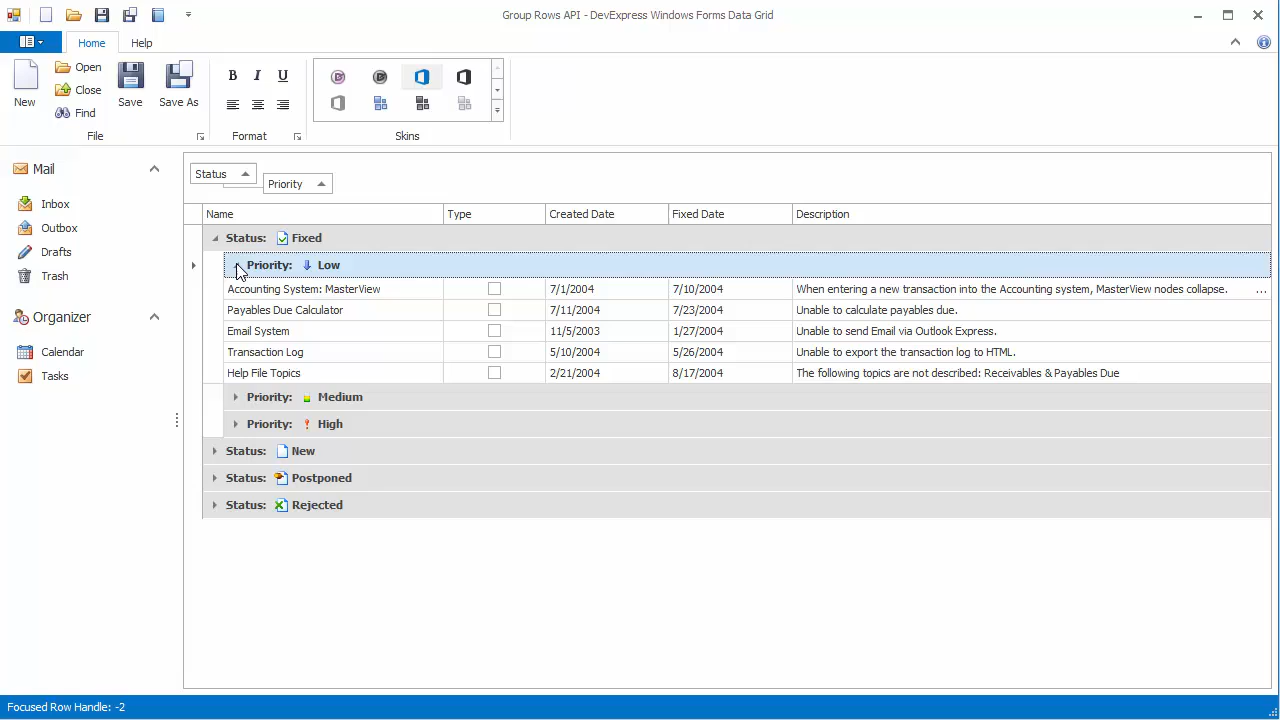 Group Rows API - DevExpress Windows Forms Data Grid
Home Help
New
Open
Close
Find
Save
Save As
B I U
File
Format
Skins
Mail
Inbox
Outbox
Drafts
Trash
Organizer
Calendar
Tasks
Status
Priority
Name Type Created Date Fixed Date Description
Status: Fixed
Priority: Low
Accounting System: MasterView 7/1/2004 7/10/2004 When entering a new transaction into the Accounting system, MasterView nodes collapse. ...
Payables Due Calculator 7/11/2004 7/23/2004 Unable to calculate payables due.
Email System 11/5/2003 1/27/2004 Unable to send Email via Outlook Express.
Transaction Log 5/10/2004 5/26/2004 Unable to export the transaction log to HTML.
Help File Topics 2/21/2004 8/17/2004 The following topics are not described: Receivables & Payables Due
Priority: Medium
Priority: High
Status: New
Status: Postponed
Status: Rejected
Focused Row Handle: -2